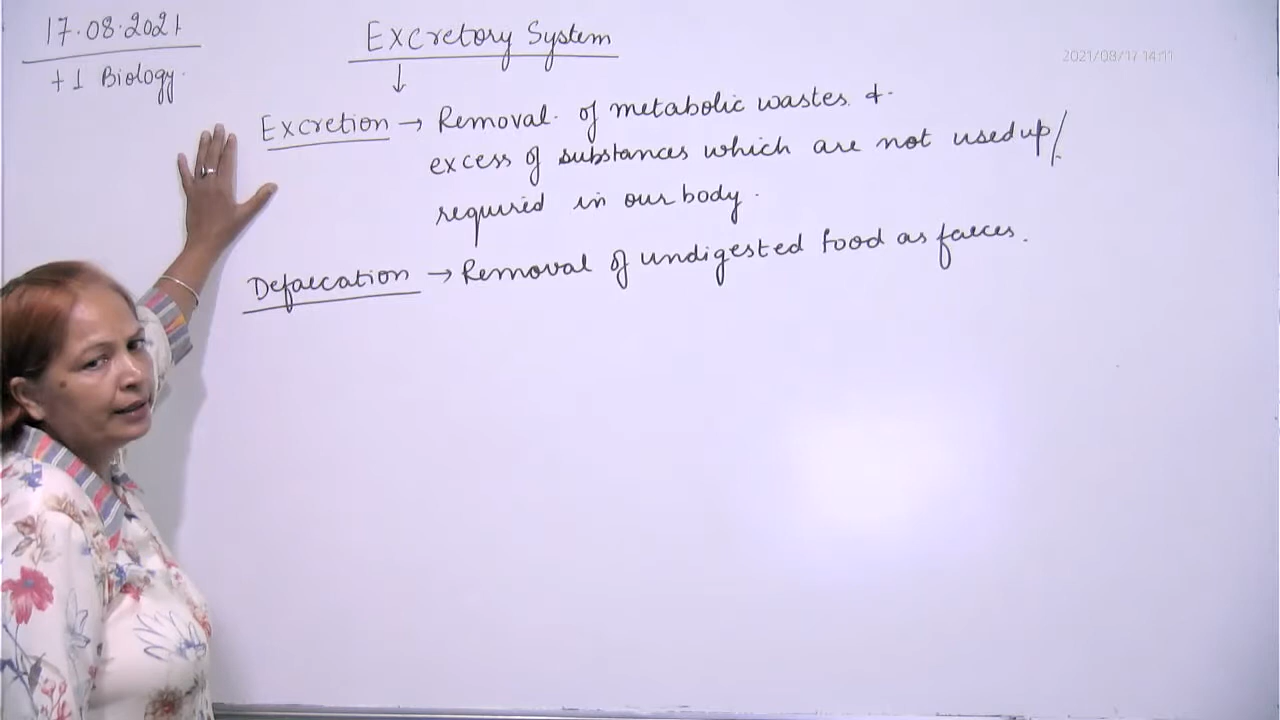 17.08.2021
+1 Biology.
Excretory System
2021/08/17 14:11
↓
Excretion → Removal. of metabolic wastes. &.
excess of substances which are not used up/
required in our body.
Defaecation → Removal of undigested food as faeces.